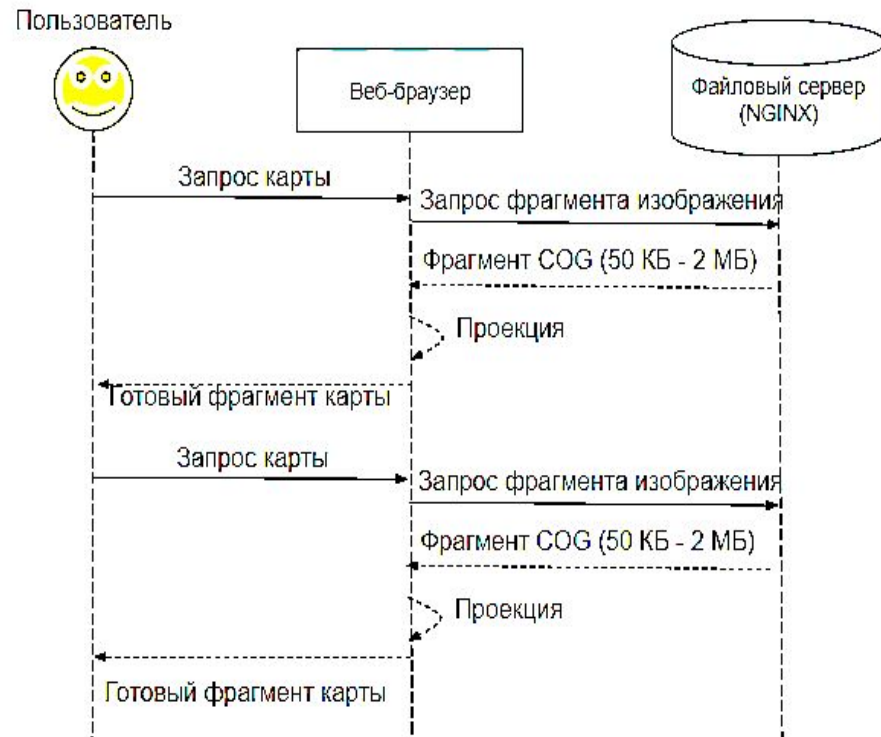 Пользователь
Веб-браузер
Файловый сервер
(NGINX)
Запрос карты
Запрос фрагмента изображения
Фрагмент COG (50 КБ - 2 МБ)
Проекция
Готовый фрагмент карты
Запрос карты
Запрос фрагмента изображения
Фрагмент COG (50 КБ - 2 МБ)
Проекция
Готовый фрагмент карты